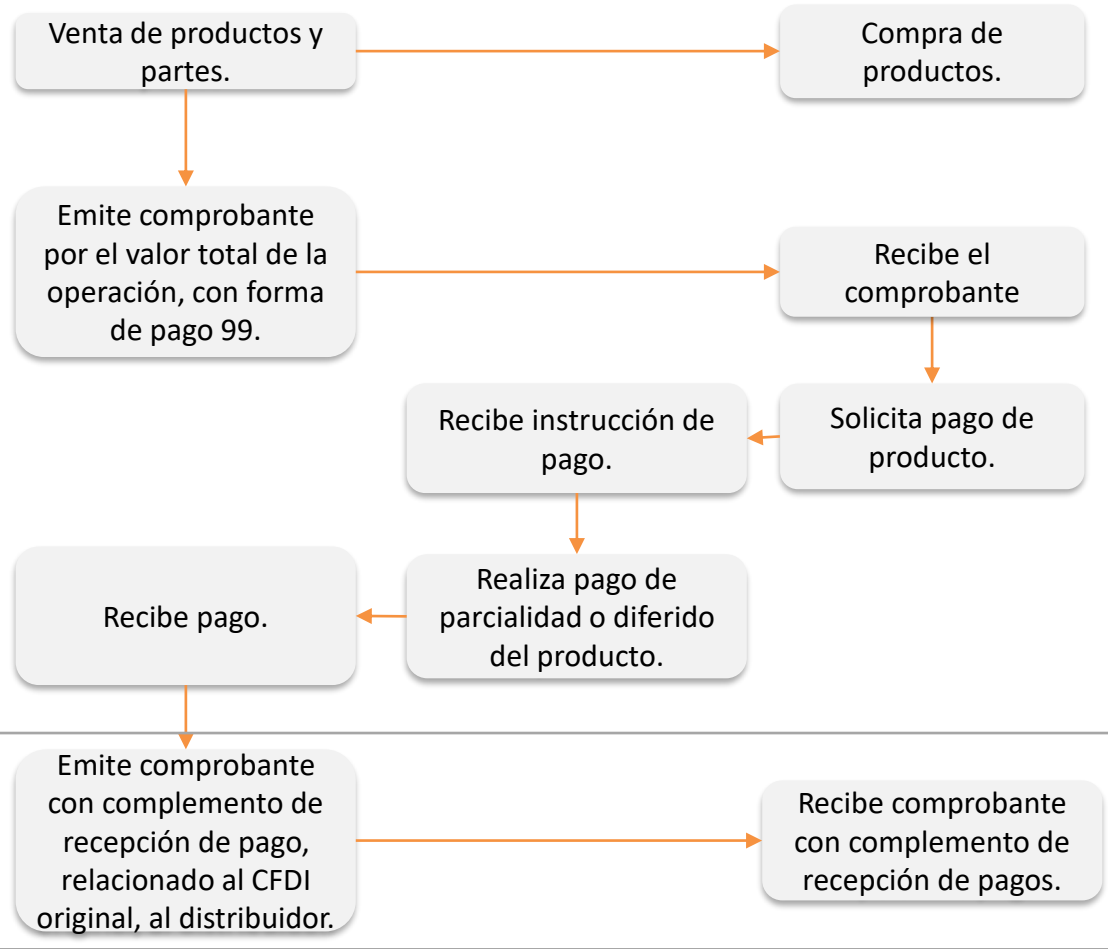 Venta de productos y
partes.
Compra de
productos.
Emite comprobante
por el valor total de la
operación, con forma
de pago 99.
Recibe el
comprobante
Recibe instrucción de
pago.
Solicita pago de
producto.
Recibe pago.
Realiza pago de
parcialidad o diferido
del producto.
Emite comprobante
con complemento de
recepción de pago,
relacionado al CFDI
original, al distribuidor.
Recibe comprobante
con complemento de
recepción de pagos.